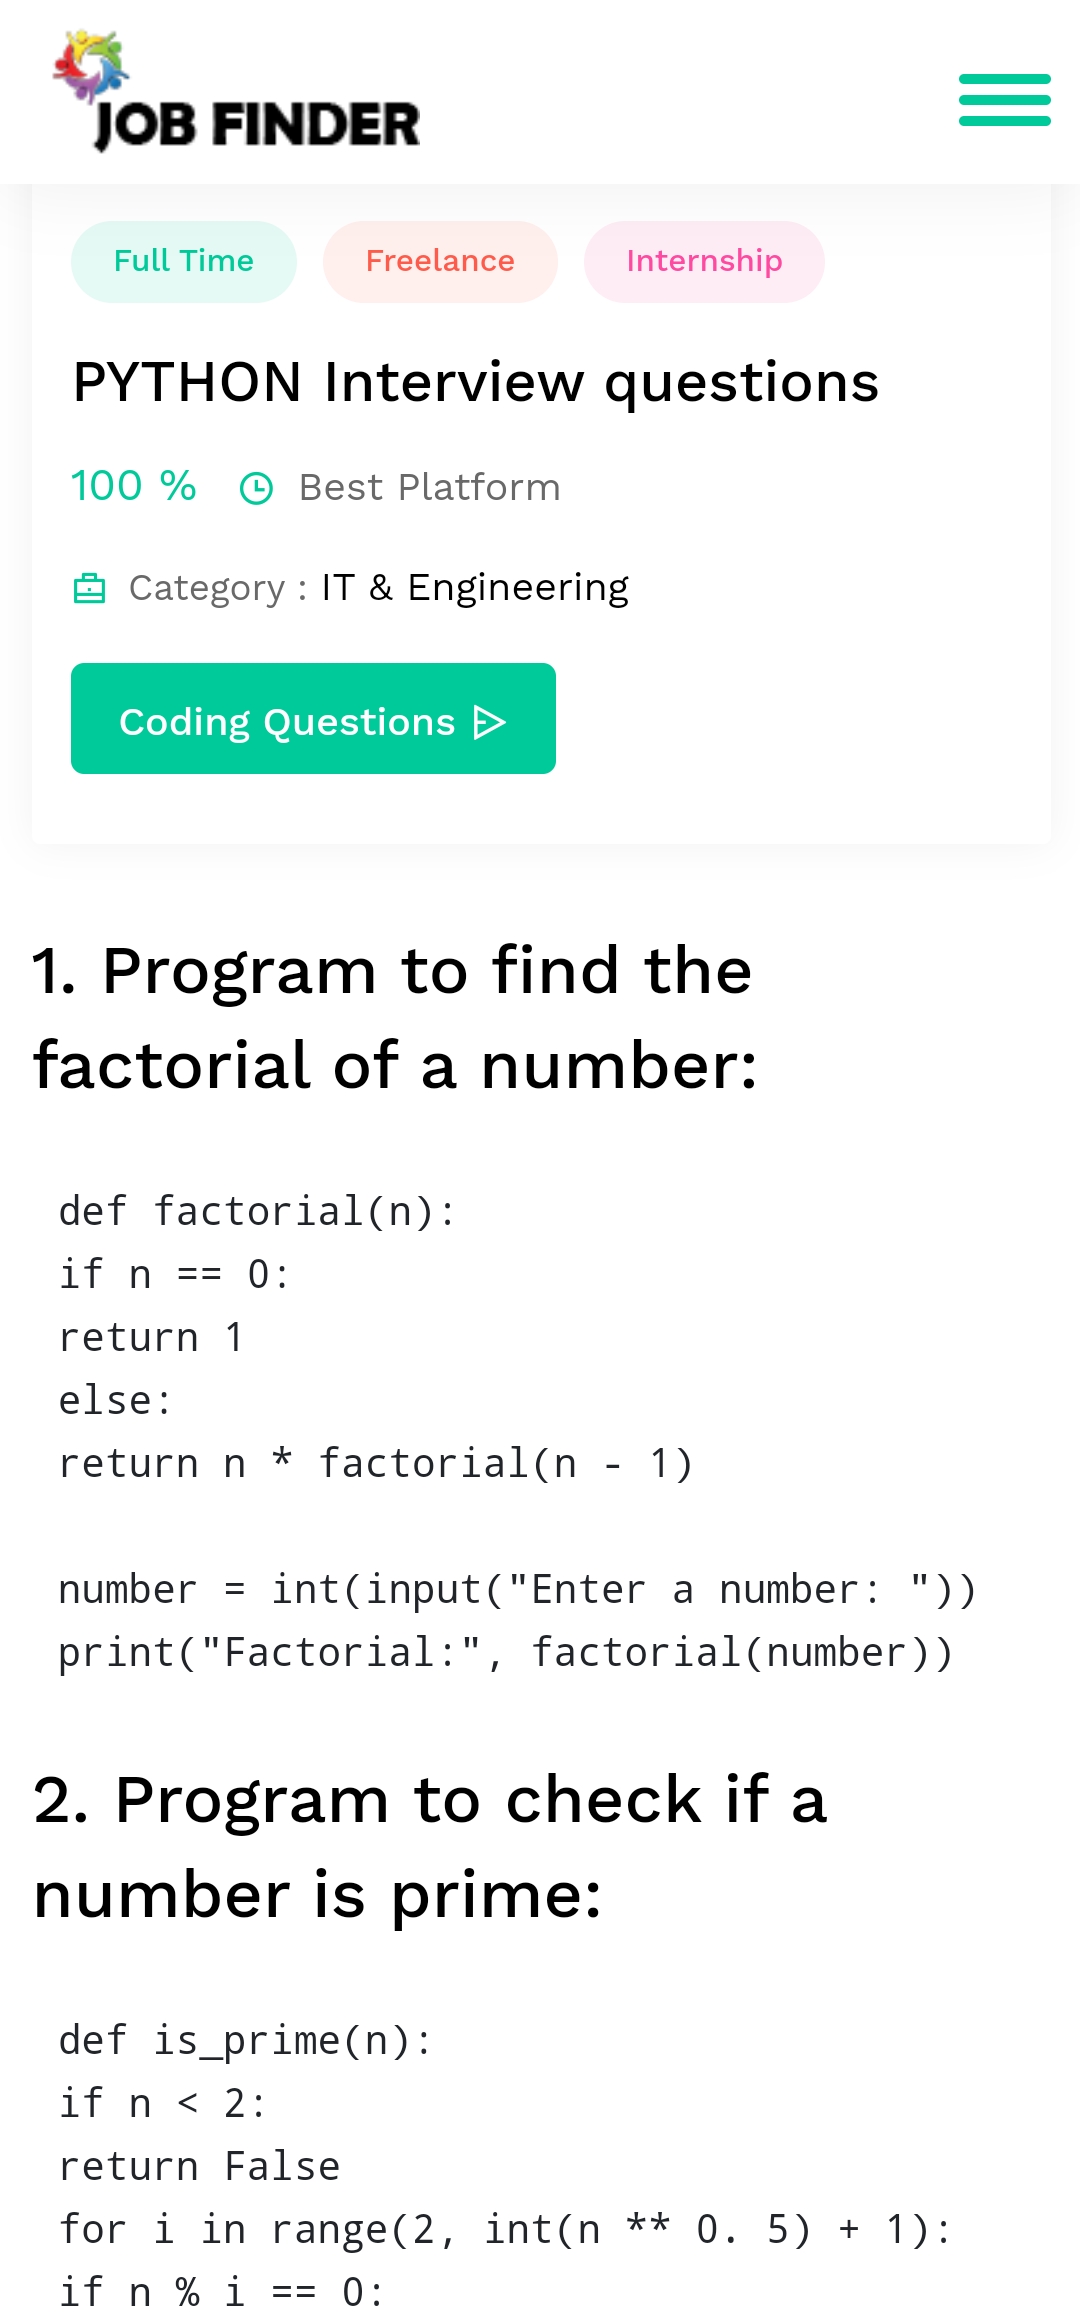 JOB FINDER
Full Time Freelance Internship
PYTHON Interview questions
100 % Best Platform
Category : IT & Engineering
Coding Questions
1. Program to find the
factorial of a number:
def factorial(n):
if n == 0:
return 1
else:
return n * factorial(n - 1)
number = int(input("Enter a number: "))
print("Factorial:", factorial(number))
2. Program to check if a
number is prime:
def is_prime(n):
if n < 2:
return False
for i in range(2, int(n ** 0. 5) + 1):
if n % i == 0: